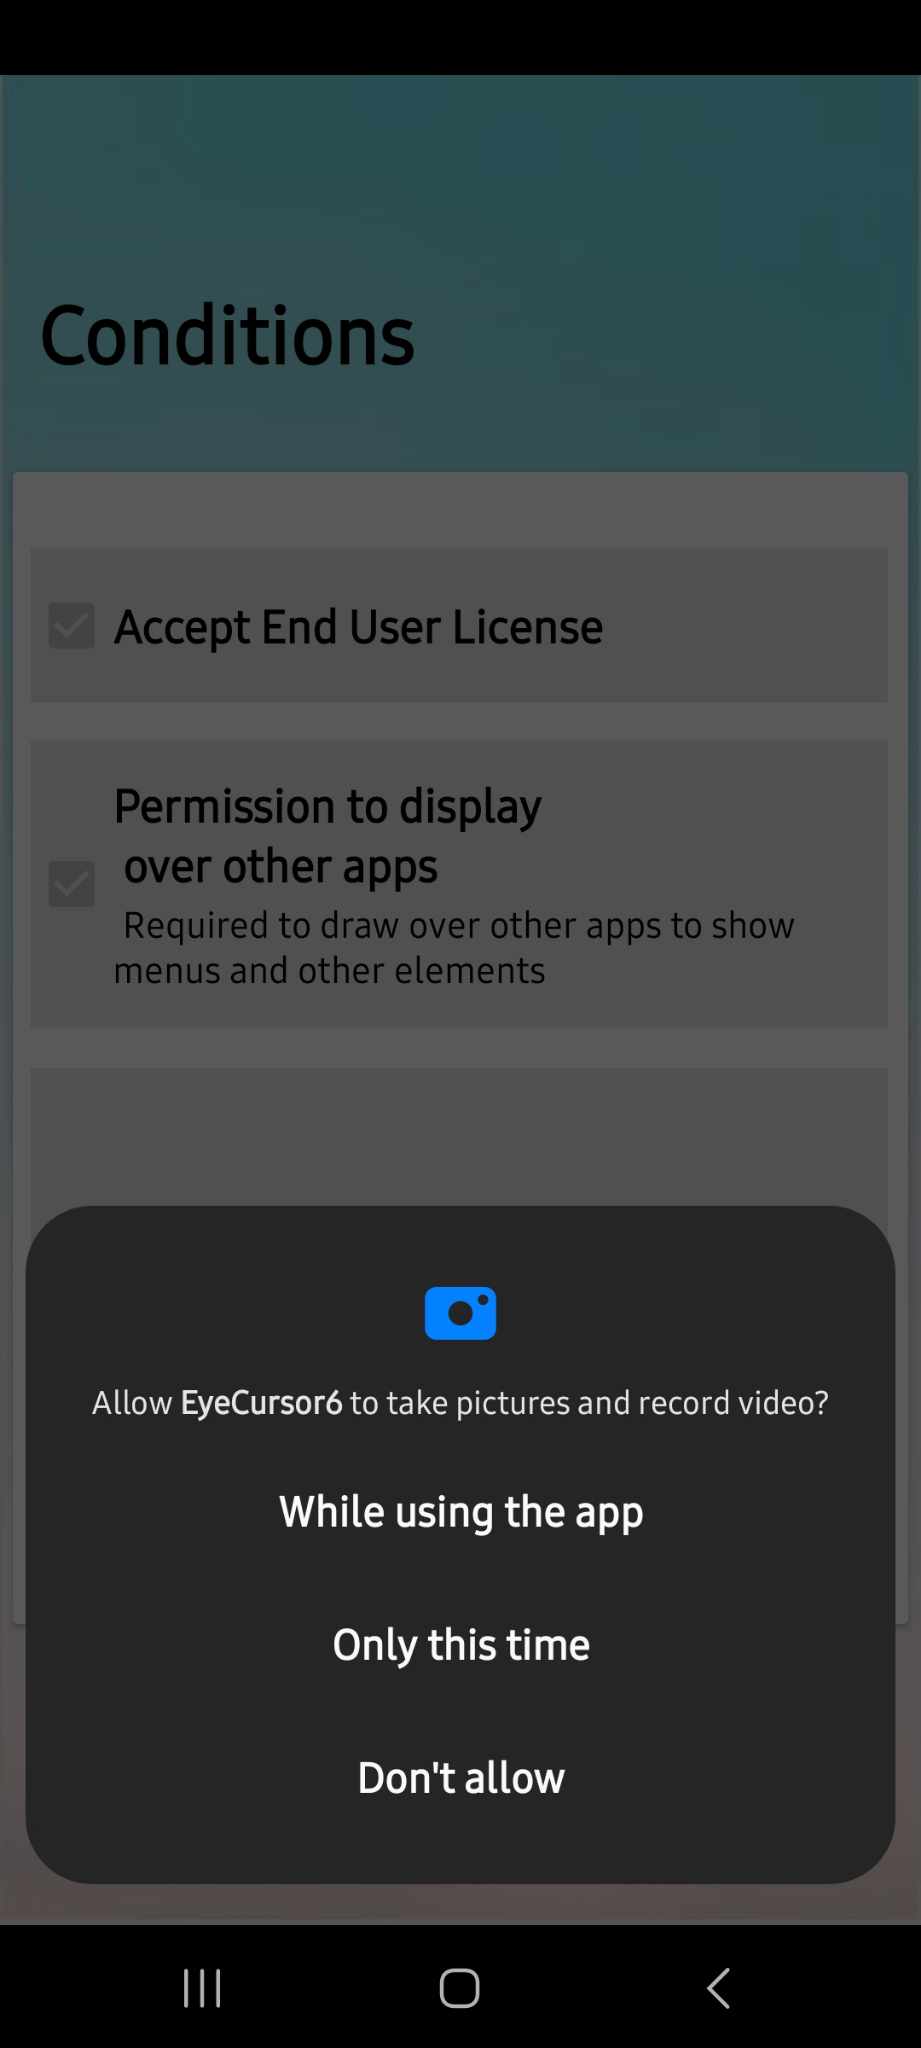 Conditions
Accept End User License
Permission to display
over other apps
Required to draw over other apps to show
menus and other elements
Allow EyeCursor6 to take pictures and record video?
While using the app
Only this time
Don't allow